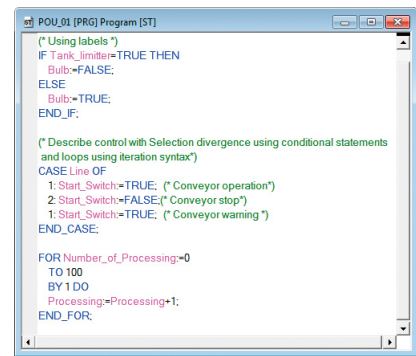 ST POU_01 [PRG] Program [ST]
(* Using labels *)
IF Tank_limitter=TRUE THEN
Bulb:=FALSE;
ELSE
Bulb:=TRUE;
END_IF;
(* Describe control with Selection divergence using conditional statements
and loops using iteration syntax*)
CASE Line OF
1: Start_Switch:=TRUE; (* Conveyor operation*)
2: Start_Switch:=FALSE;(* Conveyor stop*)
1: Start_Switch:=TRUE; (* Conveyor warning *)
END_CASE;
FOR Number_of_Processing:=0
TO 100
BY 1 DO
Processing:=Processing+1;
END_FOR;